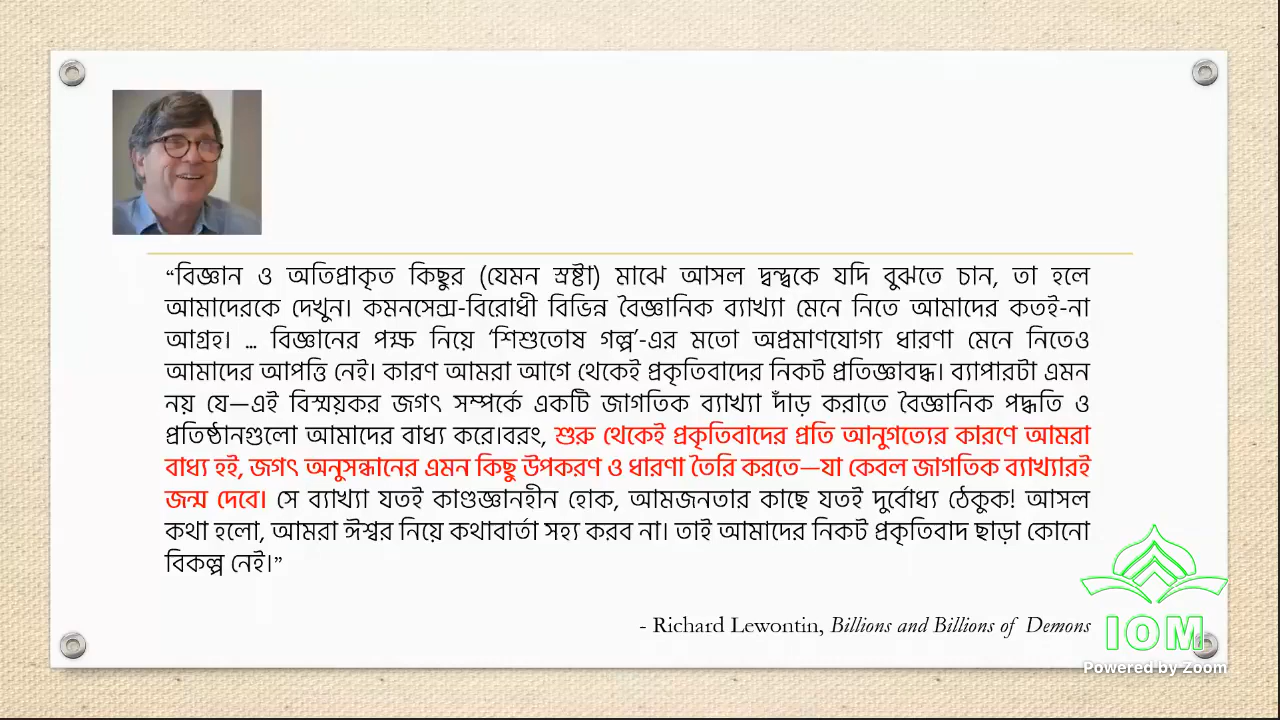 “বিজ্ঞান ও অতিপ্রাকৃত কিছুর (যেমন স্রষ্টা) মাঝে আসল দ্বন্দ্বকে যদি বুঝতে চান, তা হলে
আমাদেরকে দেখুন। কমনসেন্স-বিরোধী বিভিন্ন বৈজ্ঞানিক ব্যাখ্যা মেনে নিতে আমাদের কতই-না
আগ্রহ। ... বিজ্ঞানের পক্ষ নিয়ে ‘শিশুতোষ গল্প’-এর মতো অপ্রমাণযোগ্য ধারণা মেনে নিতেও
আমাদের আপত্তি নেই। কারণ আমরা আগে থেকেই প্রকৃতিবাদের নিকট প্রতিজ্ঞাবদ্ধ। ব্যাপারটা এমন
নয় যে—এই বিস্ময়কর জগৎ সম্পর্কে একটি জাগতিক ব্যাখ্যা দাঁড় করাতে বৈজ্ঞানিক পদ্ধতি ও
প্রতিষ্ঠানগুলো আমাদের বাধ্য করে।বরং, শুরু থেকেই প্রকৃতিবাদের প্রতি আনুগত্যের কারণে আমরা
বাধ্য হই, জগৎ অনুসন্ধানের এমন কিছু উপকরণ ও ধারণা তৈরি করতে—যা কেবল জাগতিক ব্যাখ্যারই
জন্ম দেবে। সে ব্যাখ্যা যতই কাণ্ডজ্ঞানহীন হোক, আমজনতার কাছে যতই দুর্বোধ্য ঠেকুক! আসল
কথা হলো, আমরা ঈশ্বর নিয়ে কথাবার্তা সহ্য করব না। তাই আমাদের নিকট প্রকৃতিবাদ ছাড়া কোনো
বিকল্প নেই।”
- Richard Lewontin, Billions and Billions of Demons
IOM
Powered by Zoom